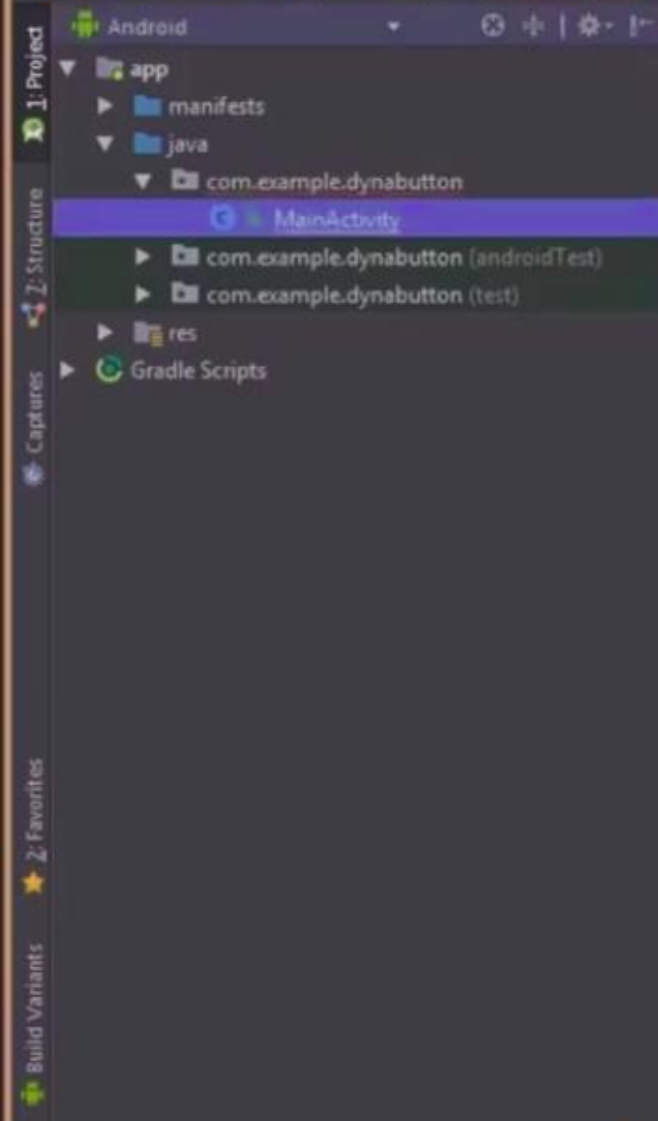 Android
app
manifests
java
com.example.dynabutton
MainActivity
com.example.dynabutton (androidTest)
com.example.dynabutton (test)
res
Gradle Scripts
1: Project
7: Structure
Captures
2: Favorites
Build Variants